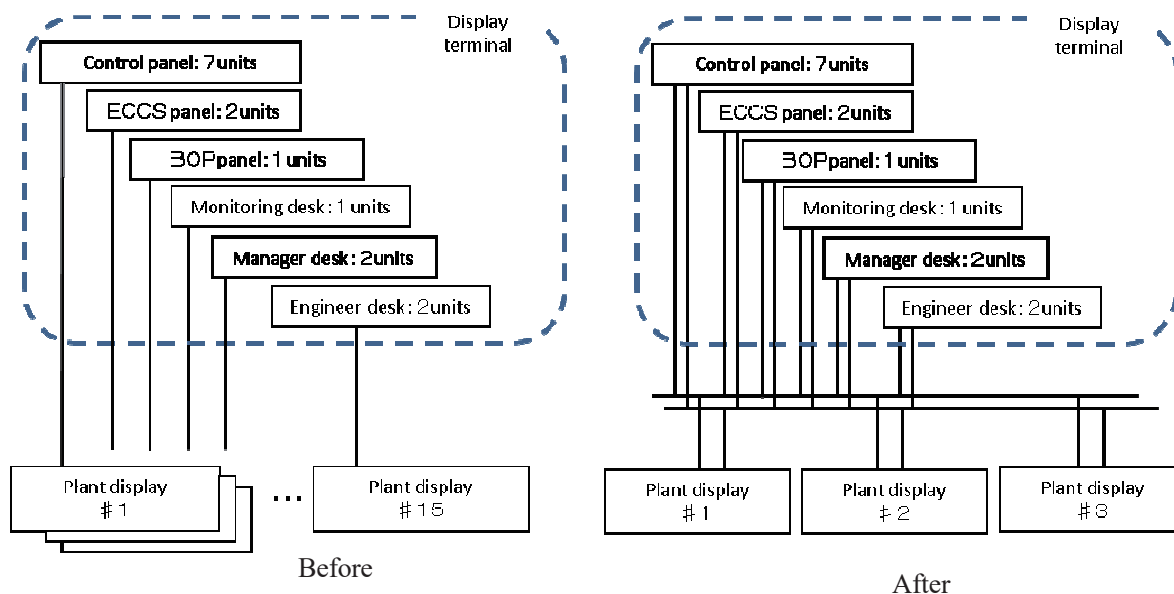 Display
terminal
Control panel: 7units
ECCS panel: 2units
BOPpanel: 1 units
Monitoring desk: 1 units
Manager desk: 2units
Engineer desk: 2units
Plant display
#1
...
Plant display
#15
Before
Display
terminal
Control panel: 7units
ECCS panel: 2units
BOPpanel: 1 units
Monitoring desk: 1 units
Manager desk: 2units
Engineer desk: 2units
Plant display
#1
Plant display
#2
Plant display
#3
After